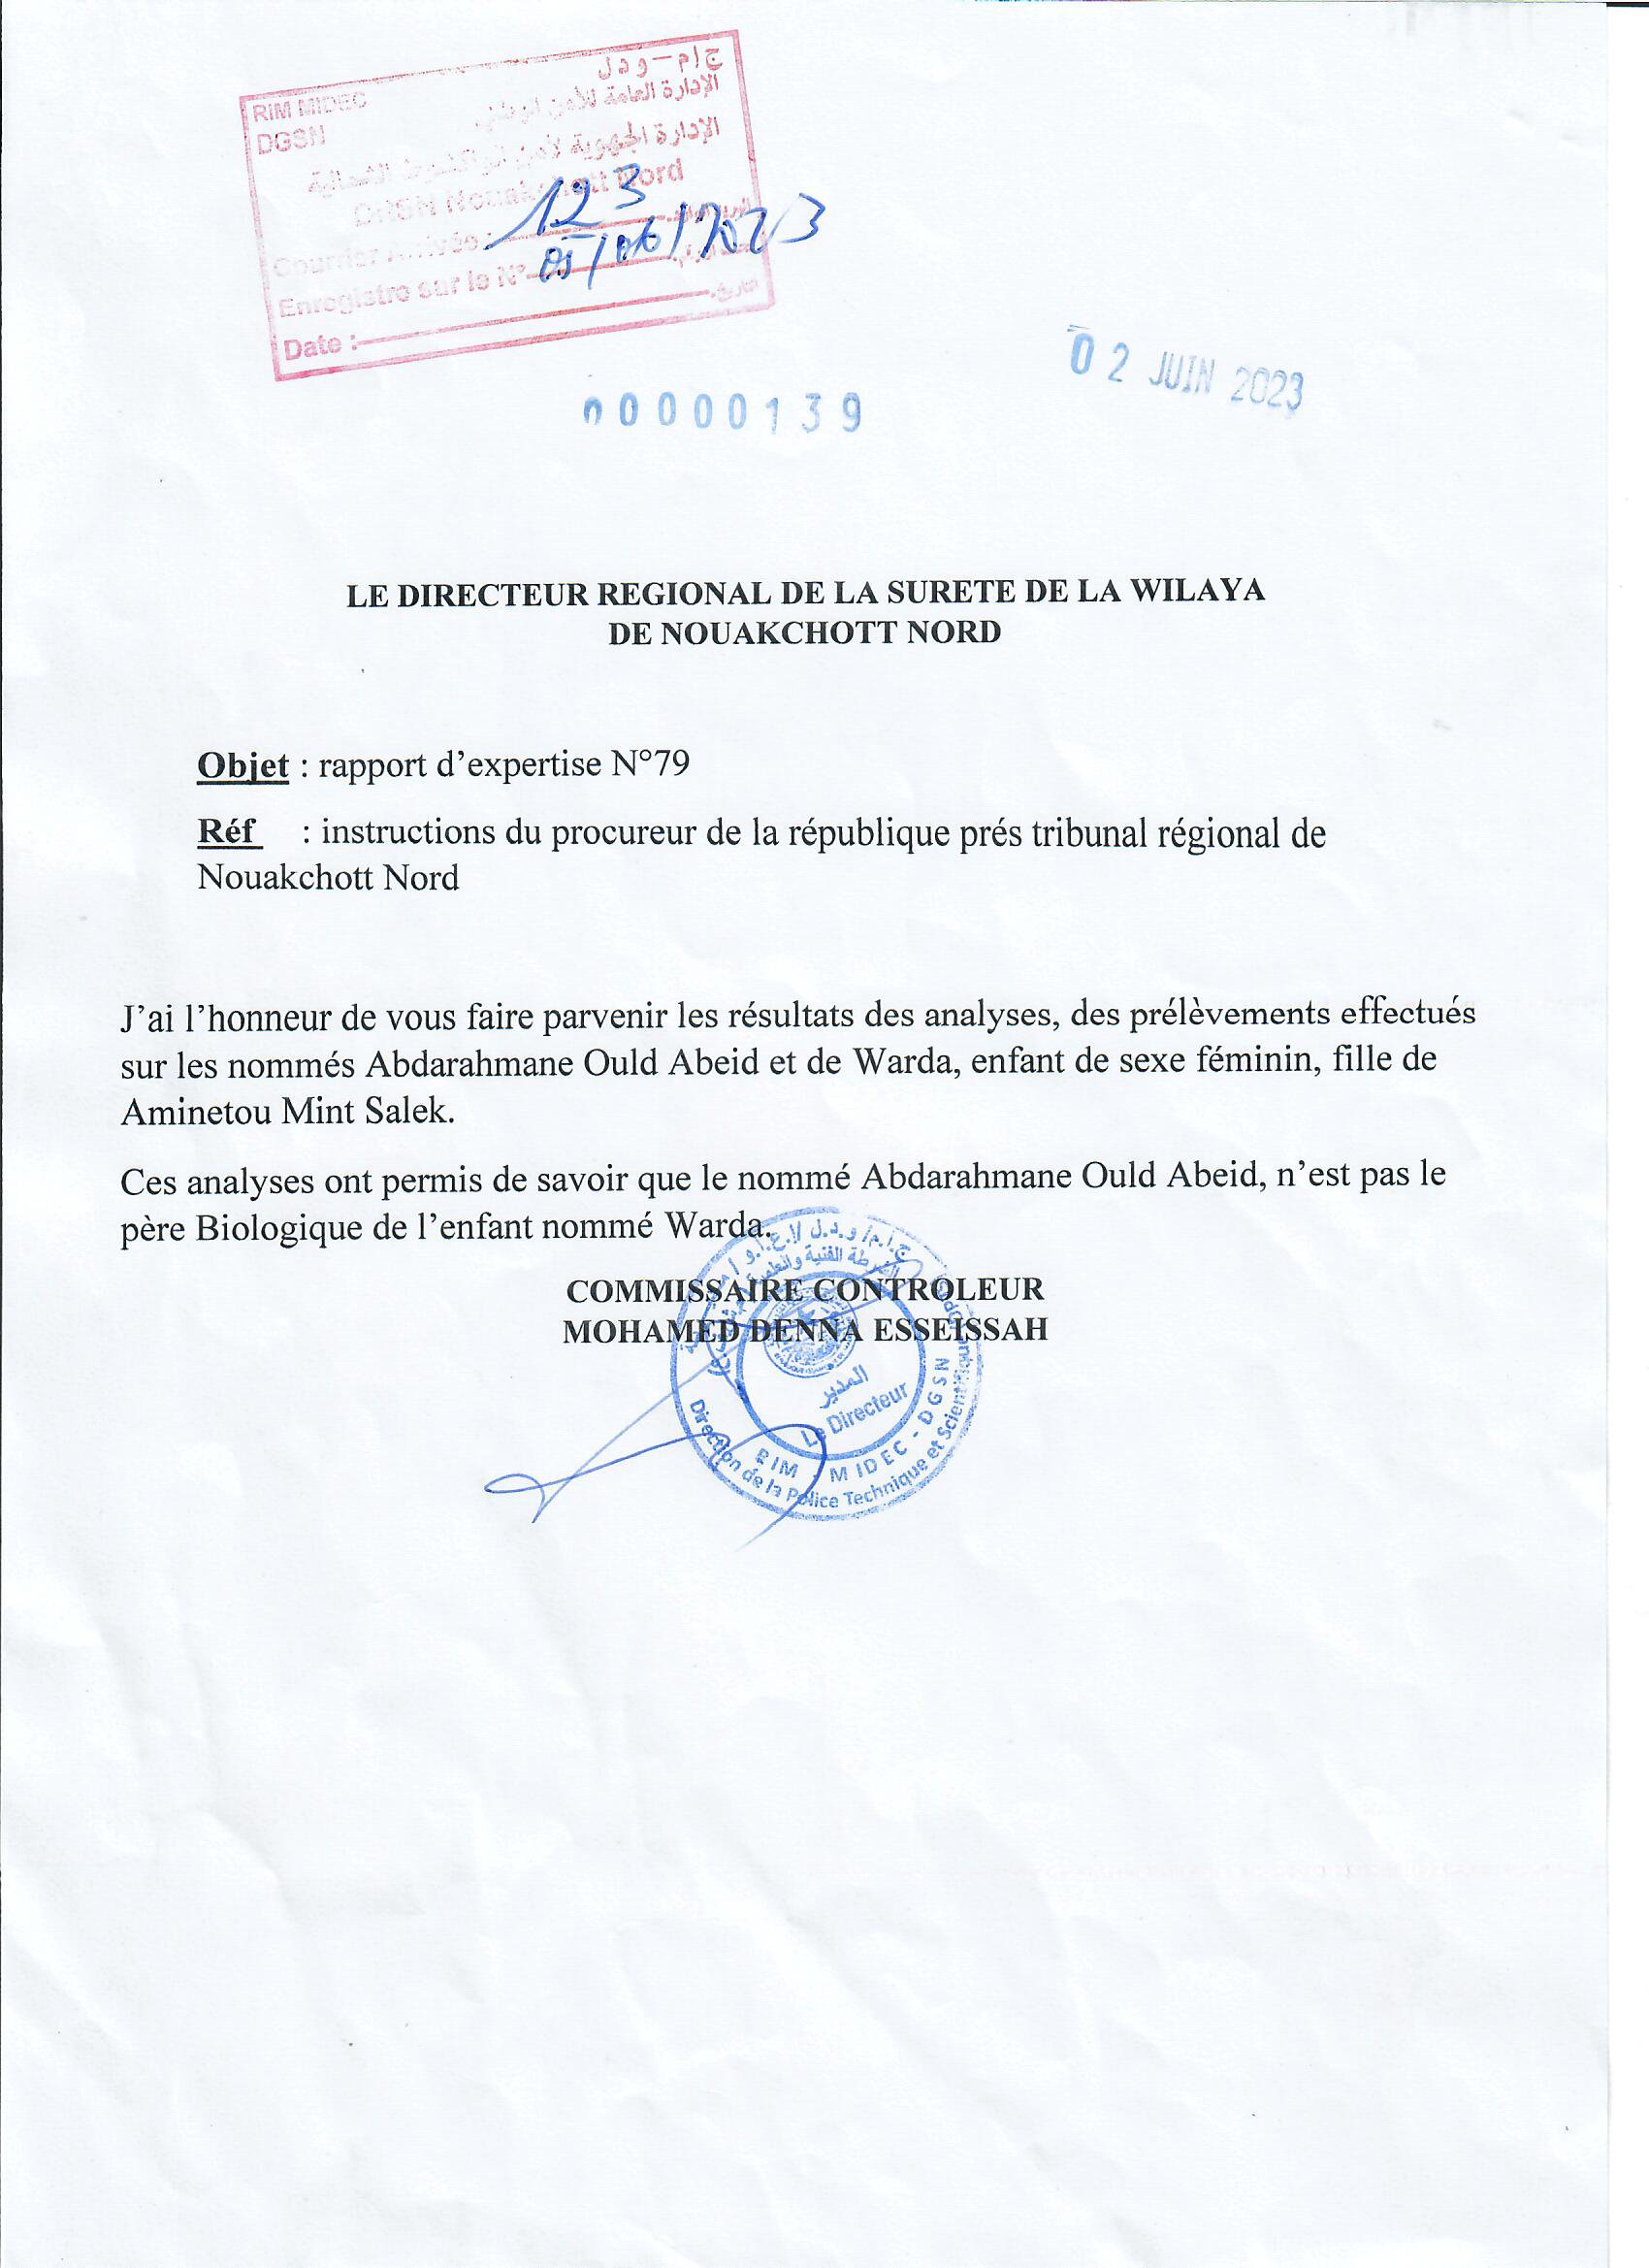 ج ا م - و د ل
RIM MIDEC
الإدارة العامة للأمن الوطني
DGSN
الإدارة الجهوية لأمن انواكشوط الشمالية
DRSN Nouakchott Nord
Courrier Arrivée : 123
Enregistre sur le N° 05/06/2023
Date :
00000139
02 JUIN 2023
LE DIRECTEUR REGIONAL DE LA SURETE DE LA WILAYA
DE NOUAKCHOTT NORD
Objet : rapport d’expertise N°79
Réf : instructions du procureur de la république prés tribunal régional de
Nouakchott Nord
J’ai l’honneur de vous faire parvenir les résultats des analyses, des prélèvements effectués
sur les nommés Abdarahmane Ould Abeid et de Warda, enfant de sexe féminin, fille de
Aminetou Mint Salek.
Ces analyses ont permis de savoir que le nommé Abdarahmane Ould Abeid, n’est pas le
père Biologique de l’enfant nommé Warda.
COMMISSAIRE CONTROLEUR
MOHAMED DENNA ESSEISSAH
المدير
Le Directeur
RIM - MIDEC - DGSN
Direction de la Police Technique et Scientifique